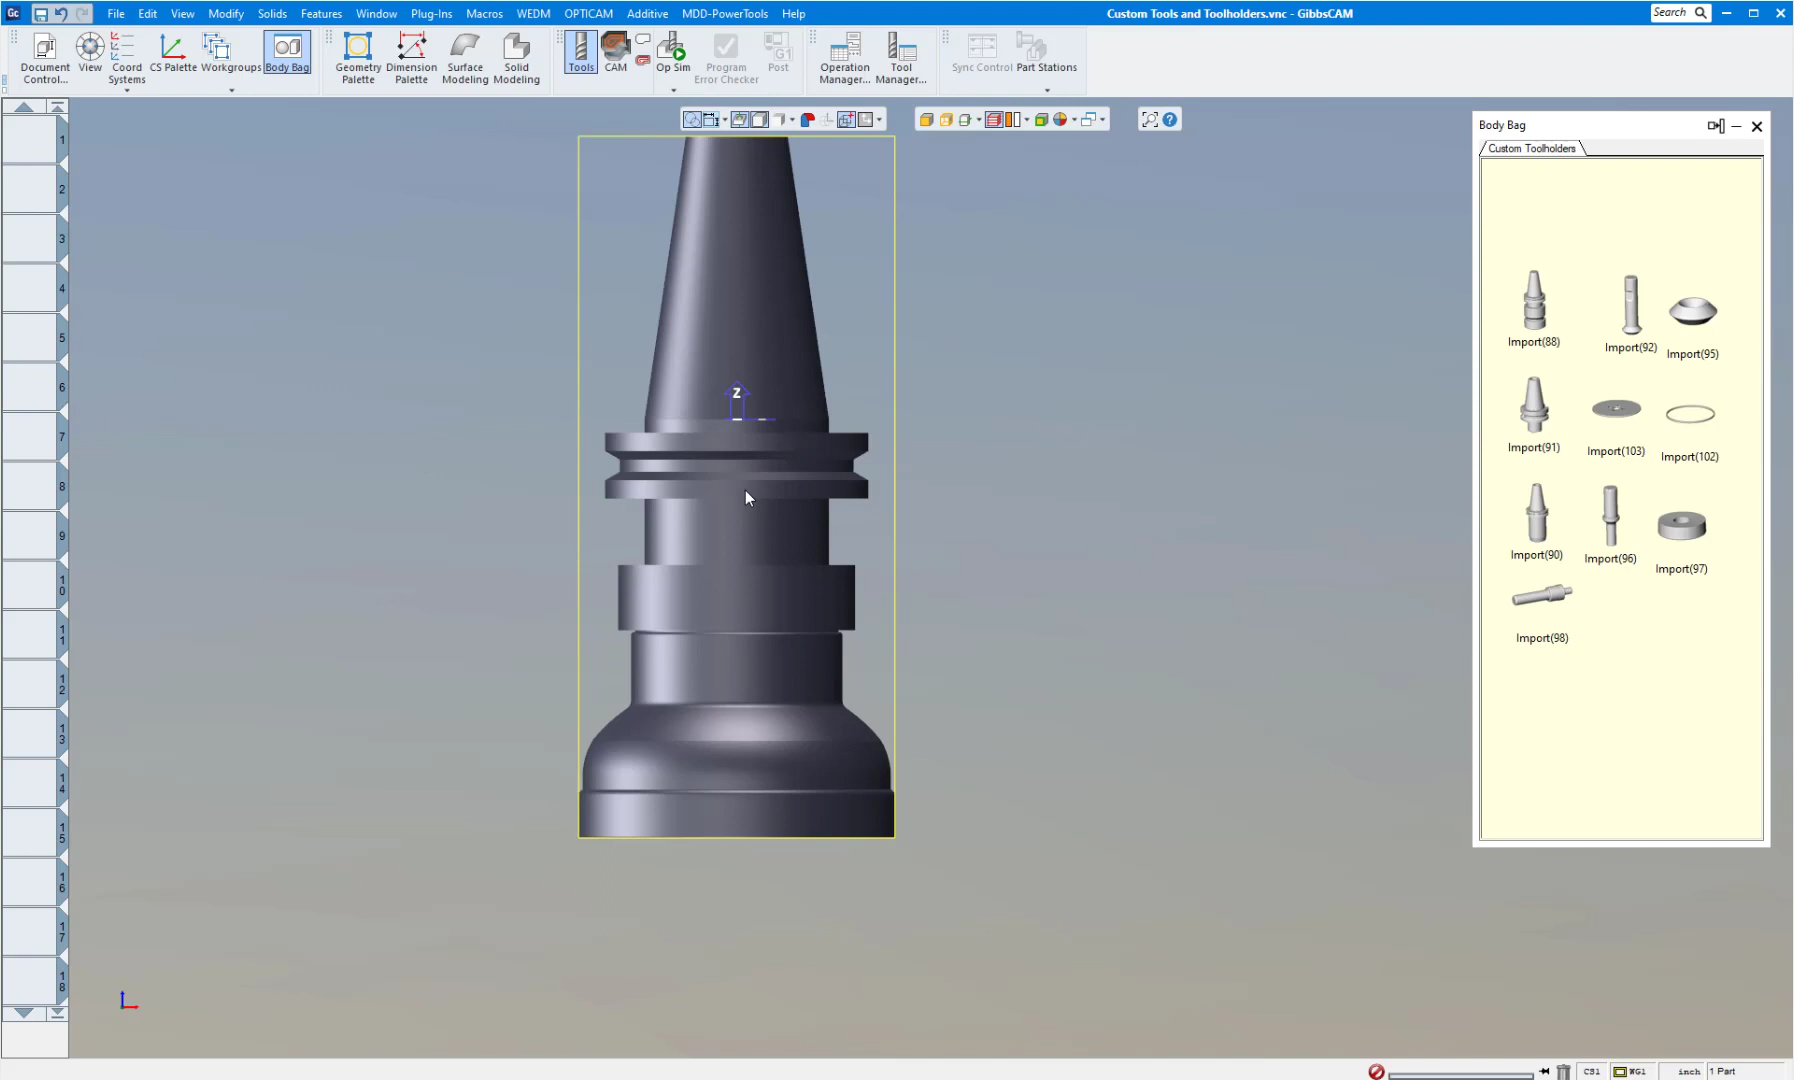 Gc File Edit View Modify Solids Features Window Plug-Ins Macros WEDM OPTICAM Additive MDD-PowerTools Help Custom Tools and Toolholders.vnc - GibbsCAM Search
Document Control... View Coord Systems CS Palette Workgroups Body Bag Geometry Palette Dimension Palette Surface Modeling Solid Modeling Tools CAM Op Sim Program Error Checker G1 Post Operation Manager... Tool Manager... Sync Control Part Stations
Body Bag
Custom Toolholders
1
2
3
4
5
6
7
8
9
10
11
12
13
14
15
16
17
18
Z
Import(88) Import(92) Import(95)
Import(91) Import(103) Import(102)
Import(90) Import(96) Import(97)
Import(98)
CS1 WG1 inch 1 Part